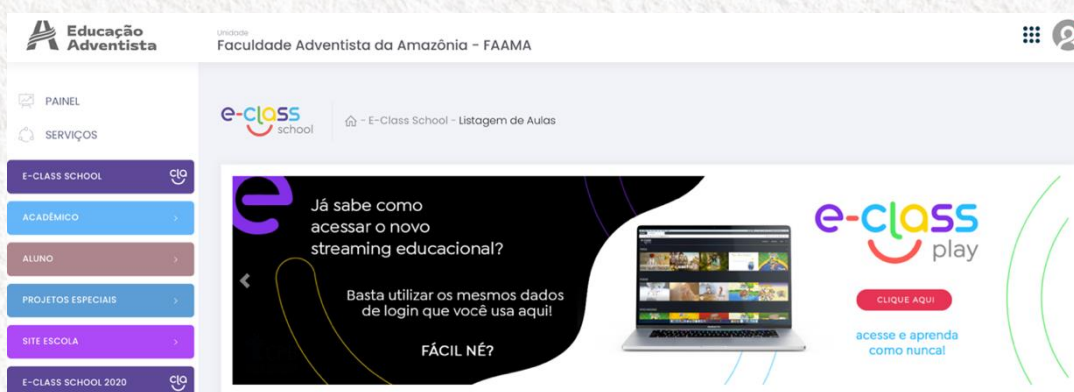 Educação
Adventista
Unidade
Faculdade Adventista da Amazônia - FAAMA
PAINEL
SERVIÇOS
E-CLASS SCHOOL
ACADÊMICO
ALUNO
PROJETOS ESPECIAIS
SITE ESCOLA
E-CLASS SCHOOL 2020
e-class
school
- E-Class School - Listagem de Aulas
e
Já sabe como
acessar o novo
streaming educacional?
Basta utilizar os mesmos dados
de login que você usa aqui!
FÁCIL NÉ?
e-class
play
CLIQUE AQUI
acesse e aprenda
como nunca!